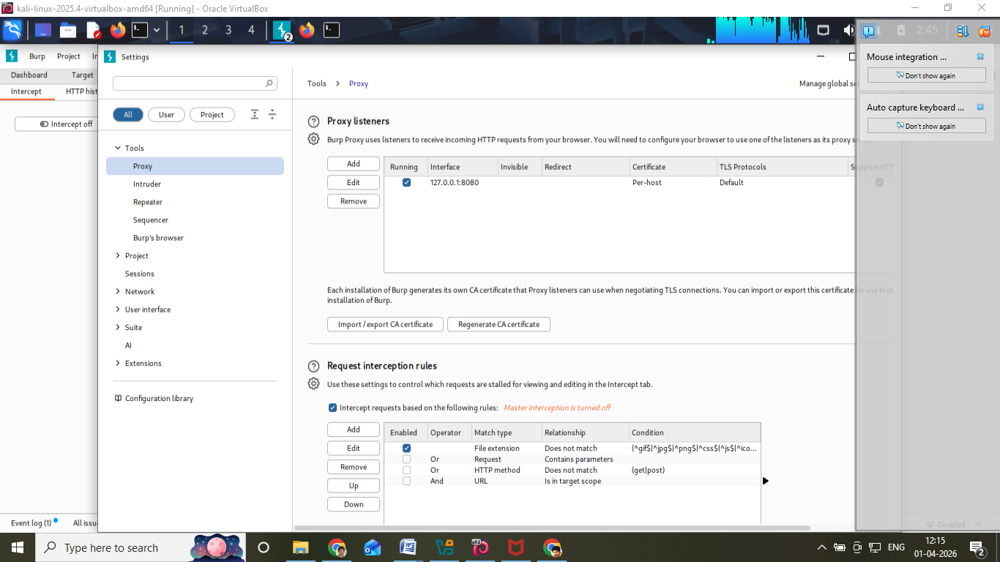 kali-linux-2025.4-virtualbox-amd64 [Running] - Oracle VirtualBox
1 2 3 4 2 2:45
Burp Project In
Settings
Mouse integration ...
Don't show again
Auto capture keyboard ...
Don't show again
Dashboard Target
Intercept HTTP hist
Intercept off
Tools > Proxy
Manage global se
All User Project
Tools
Proxy
Intruder
Repeater
Sequencer
Burp's browser
Project
Sessions
Network
User interface
Suite
AI
Extensions
Configuration library
Proxy listeners
Burp Proxy uses listeners to receive incoming HTTP requests from your browser. You will need to configure your browser to use one of the listeners as its proxy server.
Add
Edit
Remove
Running Interface Invisible Redirect Certificate TLS Protocols Support HTT
127.0.0.1:8080 Per-host Default
Each installation of Burp generates its own CA certificate that Proxy listeners can use when negotiating TLS connections. You can import or export this certificate for use in ot
installation of Burp.
Import / export CA certificate Regenerate CA certificate
Request interception rules
Use these settings to control which requests are stalled for viewing and editing in the Intercept tab.
Intercept requests based on the following rules: Master interception is turned off
Add
Edit
Remove
Up
Down
Enabled Operator Match type Relationship Condition
File extension Does not match (^gif$|^jpg$|^png$|^css$|^js$|^ico...
Or Request Contains parameters
Or HTTP method Does not match (get|post)
And URL Is in target scope
Event log (1) All issu
Disabled
Type here to search
ENG
12:15
01-04-2026
2